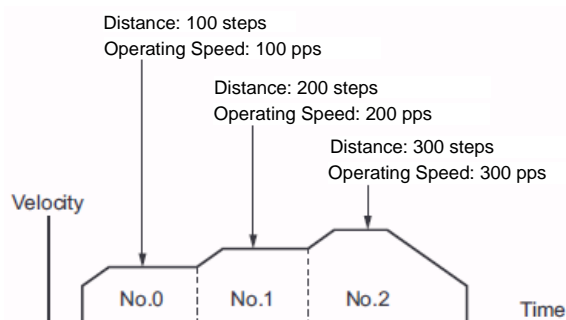 Distance: 100 steps
Operating Speed: 100 pps
Distance: 200 steps
Operating Speed: 200 pps
Distance: 300 steps
Operating Speed: 300 pps
Velocity
No.0
No.1
No.2
Time